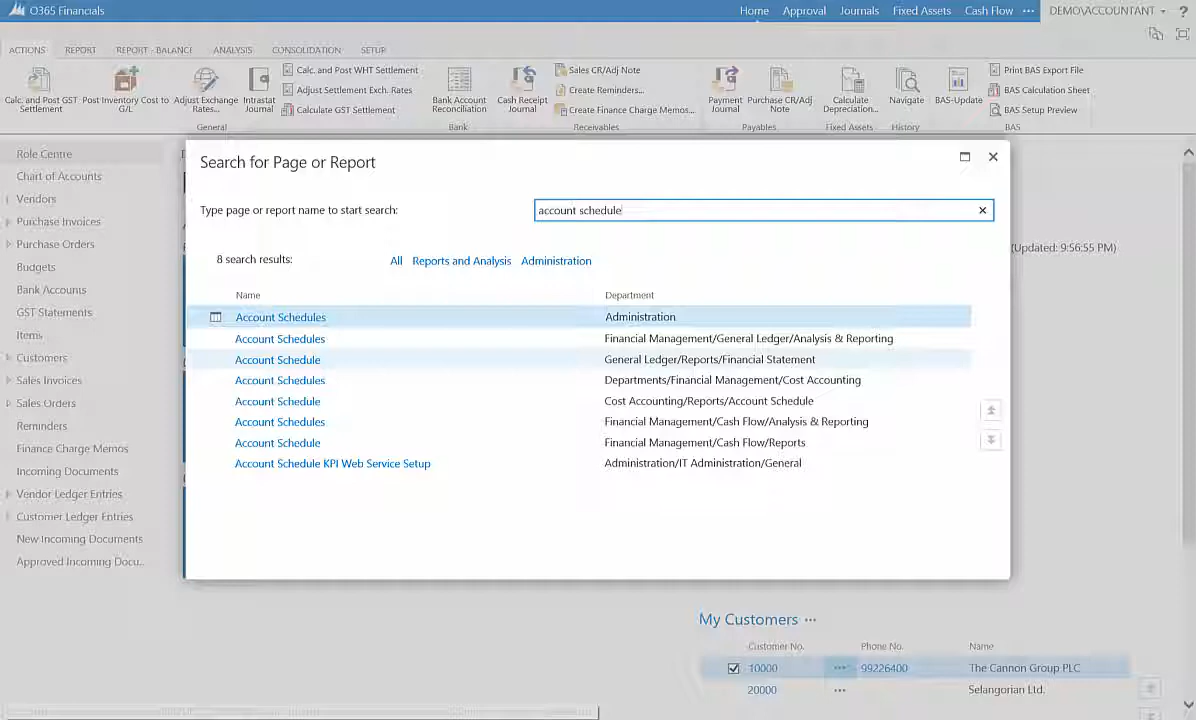 O365 Financials
Home Approval Journals Fixed Assets Cash Flow ··· DEMO\ACCOUNTANT ?
ACTIONS REPORT REPORT - BALANCE ANALYSIS CONSOLIDATION SETUP
Calc. and Post GST Settlement
Post Inventory Cost to G/L
Adjust Exchange Rates...
Intrastat Journal
Calc. and Post WHT Settlement
Adjust Settlement Exch. Rates
Calculate GST Settlement
General
Bank Account Reconciliation
Bank
Cash Receipt Journal
Sales CR/Adj Note
Create Reminders...
Create Finance Charge Memos...
Receivables
Payment Journal
Purchase CR/Adj Note
Payables
Calculate Depreciation...
Fixed Assets
Navigate
History
BAS-Update
Print BAS Export File
BAS Calculation Sheet
BAS Setup Preview
BAS
Role Centre
Chart of Accounts
Vendors
Purchase Invoices
Purchase Orders
Budgets
Bank Accounts
GST Statements
Items
Customers
Sales Invoices
Sales Orders
Reminders
Finance Charge Memos
Incoming Documents
Vendor Ledger Entries
Customer Ledger Entries
New Incoming Documents
Approved Incoming Docu...
Search for Page or Report
Type page or report name to start search: account schedule
8 search results: All Reports and Analysis Administration
Name Department
Account Schedules Administration
Account Schedules Financial Management/General Ledger/Analysis & Reporting
Account Schedule General Ledger/Reports/Financial Statement
Account Schedules Departments/Financial Management/Cost Accounting
Account Schedule Cost Accounting/Reports/Account Schedule
Account Schedules Financial Management/Cash Flow/Analysis & Reporting
Account Schedule Financial Management/Cash Flow/Reports
Account Schedule KPI Web Service Setup Administration/IT Administration/General
(Updated: 9:56:55 PM)
My Customers ···
Customer No. Phone No. Name
10000 ··· 99226400 The Cannon Group PLC
20000 ··· Selangorian Ltd.